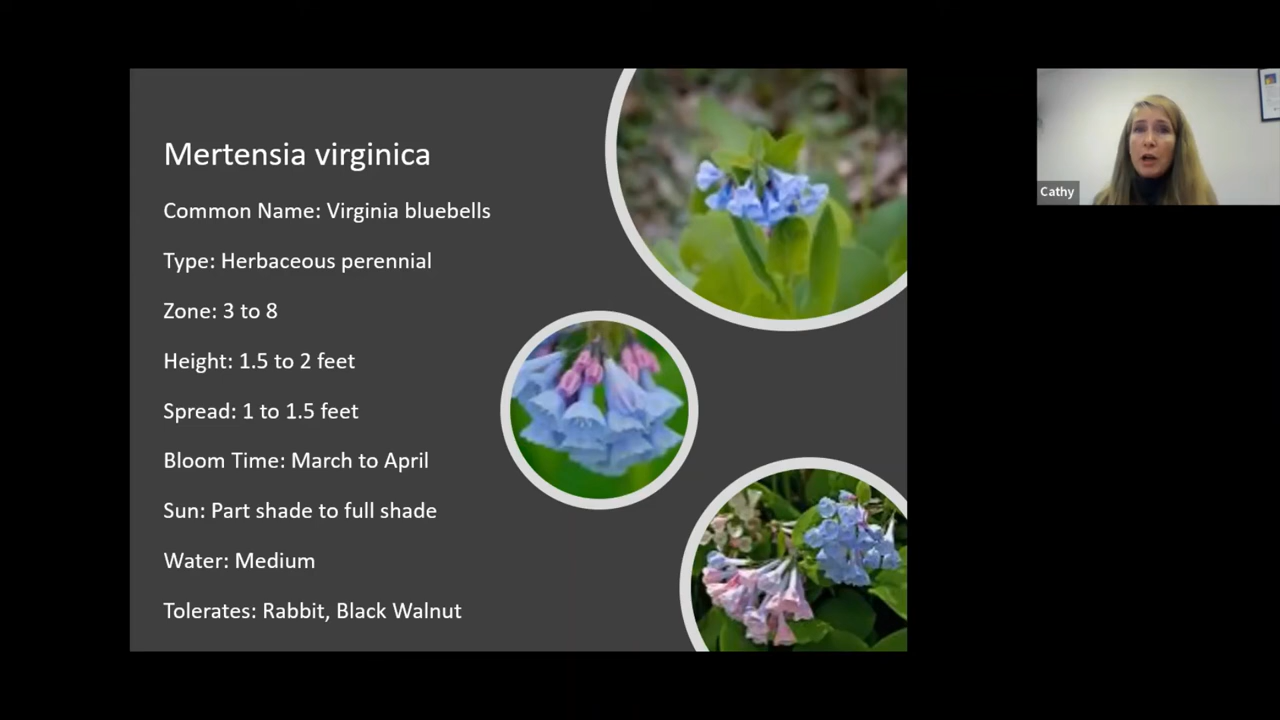 Mertensia virginica
Common Name: Virginia bluebells
Type: Herbaceous perennial
Zone: 3 to 8
Height: 1.5 to 2 feet
Spread: 1 to 1.5 feet
Bloom Time: March to April
Sun: Part shade to full shade
Water: Medium
Tolerates: Rabbit, Black Walnut
Cathy